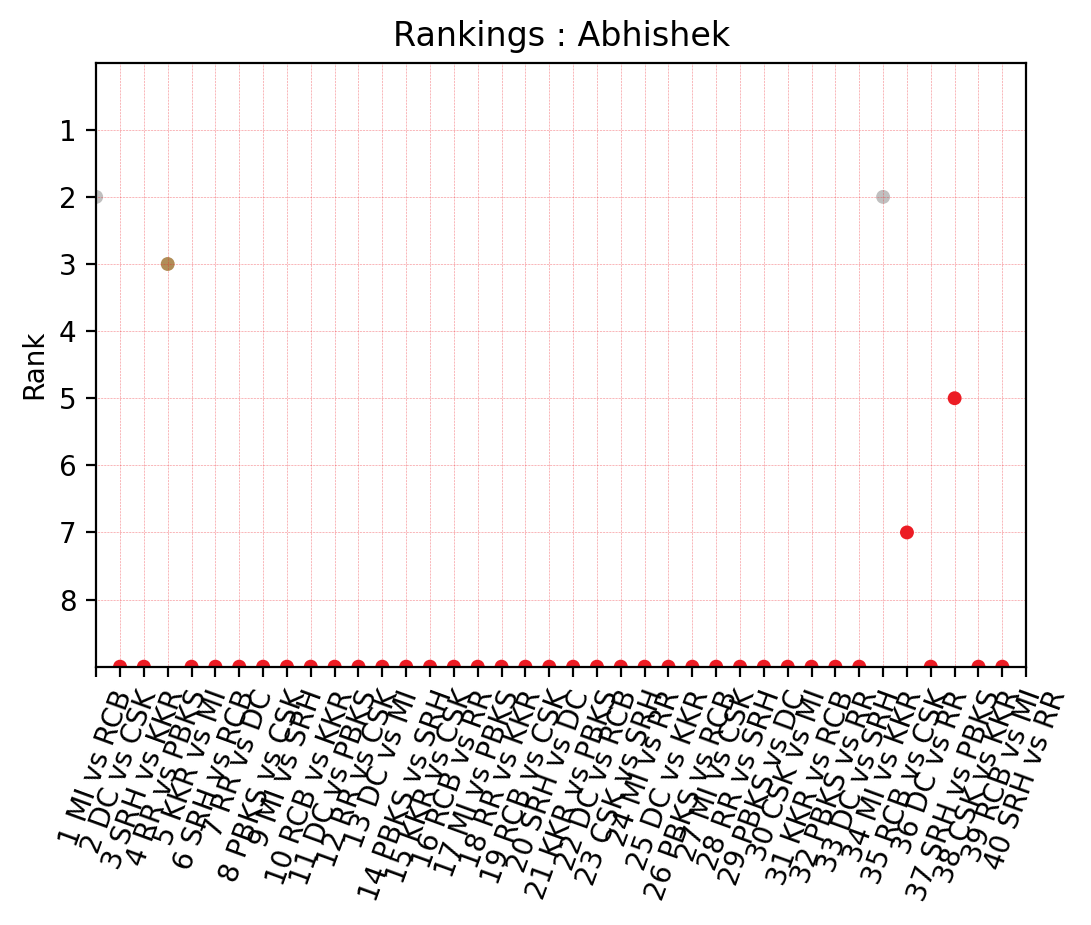 Rankings : Abhishek
Rank
1
2
3
4
5
6
7
8
1 MI vs RCB
2 DC vs CSK
3 SRH vs KKR
4 RR vs PBKS
5 KKR vs MI
6 SRH vs RCB
7 RR vs DC
8 PBKS vs CSK
9 MI vs SRH
10 RCB vs KKR
11 DC vs PBKS
12 RR vs CSK
13 DC vs MI
14 PBKS vs SRH
15 KKR vs CSK
16 RCB vs RR
17 MI vs PBKS
18 RR vs KKR
19 RCB vs CSK
20 SRH vs DC
21 KKR vs PBKS
22 DC vs RCB
23 CSK vs SRH
24 MI vs RR
25 DC vs KKR
26 PBKS vs RCB
27 MI vs CSK
28 RR vs SRH
29 PBKS vs DC
30 CSK vs MI
31 KKR vs RCB
32 PBKS vs RR
33 DC vs SRH
34 MI vs KKR
35 RCB vs CSK
36 DC vs RR
37 SRH vs PBKS
38 CSK vs KKR
39 RCB vs MI
40 SRH vs RR